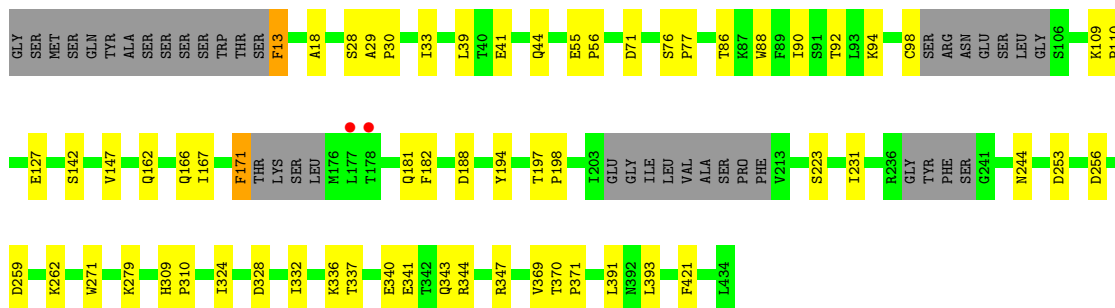 GLY SER MET SER GLN TYR ALA SER SER SER SER TRP THR SER F13 A18 S28 A29 P30 I33 L39 T40 E41 Q44 E55 P56 D71 S76 P77 T86 K87 W88 F89 I90 S91 T92 L93 K94 C98 SER ARG ASN GLU SER LEU GLY S106 K109
E127 S142 V147 Q162 Q166 I167 F171 THR LYS SER LEU M176 L177 T178 Q181 F182 D188 Y194 T197 P198 I203 GLU GLY ILE LEU VAL ALA SER PRO PHE V213 S223 I231 R236 GLY TYR PHE SER G241 N244 D253 D256
D259 K262 W271 K279 H309 P310 I324 D328 I332 K336 T337 E340 E341 T342 Q343 R344 R347 V369 T370 P371 L391 N392 L393 F421 L434